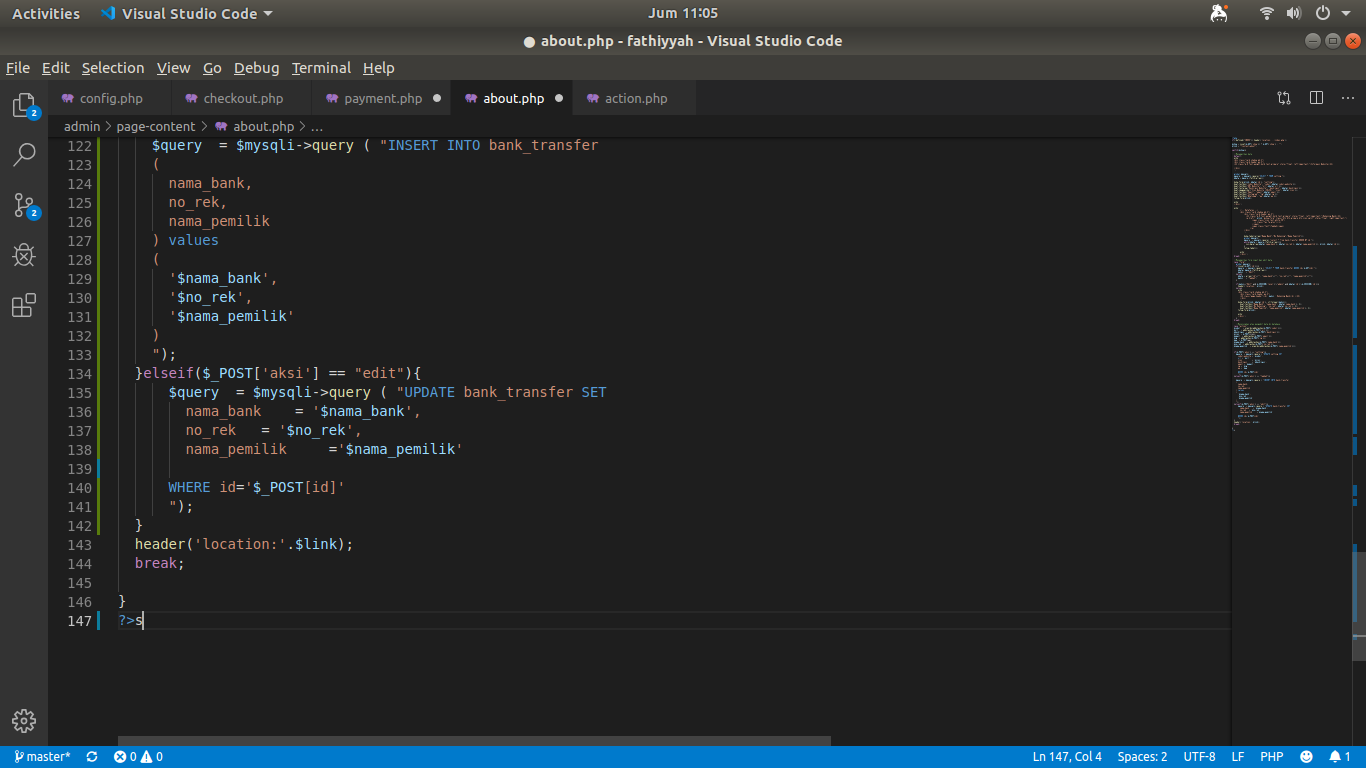 Activities Visual Studio Code Jum 11:05
● about.php - fathiyyah - Visual Studio Code
File Edit Selection View Go Debug Terminal Help
config.php checkout.php payment.php about.php action.php
admin > page-content > about.php > ...
122 $query = $mysqli->query ( "INSERT INTO bank_transfer
123 (
124 nama_bank,
125 no_rek,
126 nama_pemilik
127 ) values
128 (
129 '$nama_bank',
130 '$no_rek',
131 '$nama_pemilik'
132 )
133 ");
134 }elseif($_POST['aksi'] == "edit"){
135 $query = $mysqli->query ( "UPDATE bank_transfer SET
136 nama_bank = '$nama_bank',
137 no_rek = '$no_rek',
138 nama_pemilik ='$nama_pemilik'
139
140 WHERE id='$_POST[id]'
141 ");
142 }
143 header('location:'.$link);
144 break;
145
146 }
147 ?>s
2
2
master* 0 0 Ln 147, Col 4 Spaces: 2 UTF-8 LF PHP 1